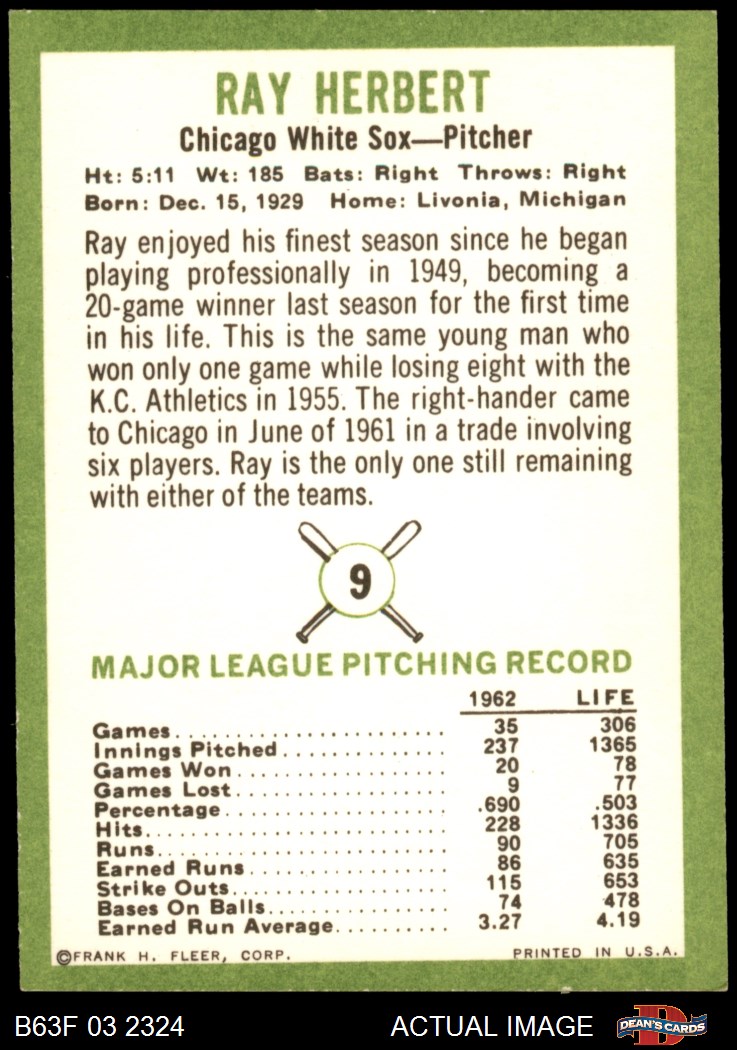 RAY HERBERT
Chicago White Sox—Pitcher
Ht: 5:11 Wt: 185 Bats: Right Throws: Right
Born: Dec. 15, 1929 Home: Livonia, Michigan
Ray enjoyed his finest season since he began
playing professionally in 1949, becoming a
20-game winner last season for the first time
in his life. This is the same young man who
won only one game while losing eight with the
K.C. Athletics in 1955. The right-hander came
to Chicago in June of 1961 in a trade involving
six players. Ray is the only one still remaining
with either of the teams.
9
MAJOR LEAGUE PITCHING RECORD
1962 LIFE
Games. . . . . . . . . . . . . . . . . . . . . . . . 35 306
Innings Pitched. . . . . . . . . . . . . . 237 1365
Games Won. . . . . . . . . . . . . . . . . . 20 78
Games Lost. . . . . . . . . . . . . . . . . . 9 77
Percentage. . . . . . . . . . . . . . . . . . .690 .503
Hits. . . . . . . . . . . . . . . . . . . . . . . . . . 228 1336
Runs. . . . . . . . . . . . . . . . . . . . . . . . . 90 705
Earned Runs. . . . . . . . . . . . . . . . . 86 635
Strike Outs. . . . . . . . . . . . . . . . . . 115 653
Bases On Balls. . . . . . . . . . . . . . . 74 478
Earned Run Average. . . . . . . . . . 3.27 4.19
©FRANK H. FLEER, CORP. PRINTED IN U.S.A.
B63F 03 2324 ACTUAL IMAGE D DEAN'S CARDS